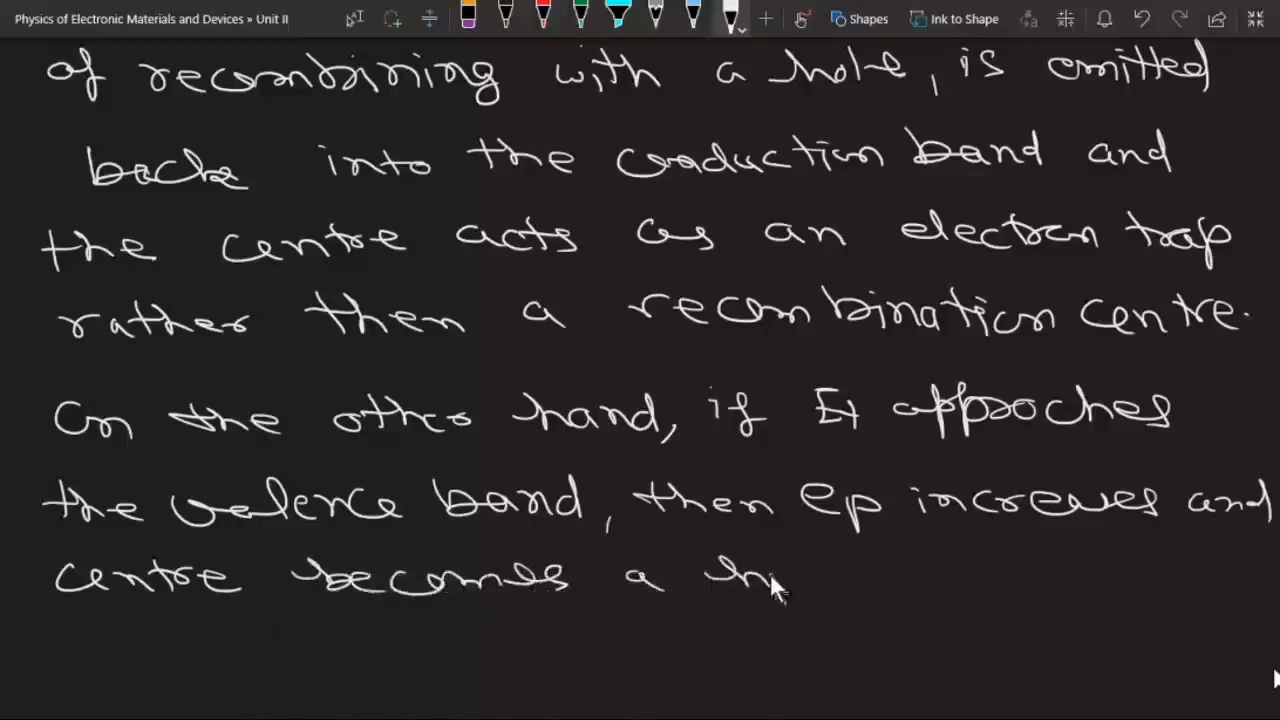 Physics of Electronic Materials and Devices » Unit II
Shapes
Ink to Shape
of recombining with a hole, is emitted
back into the conduction band and
the centre acts as an electron trap
rather then a recombination centre.
On the other hand, if Et approches
the valence band, then ep increases and
centre becomes a